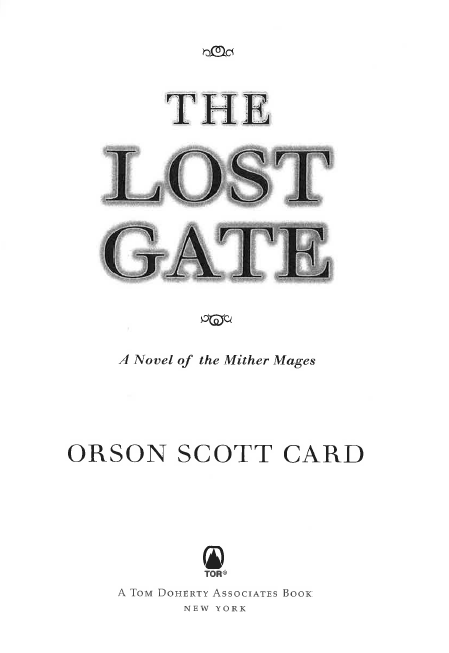 THE
LOST
GATE
A Novel of the Mither Mages
ORSON SCOTT CARD
TOR®
A TOM DOHERTY ASSOCIATES BOOK
NEW YORK